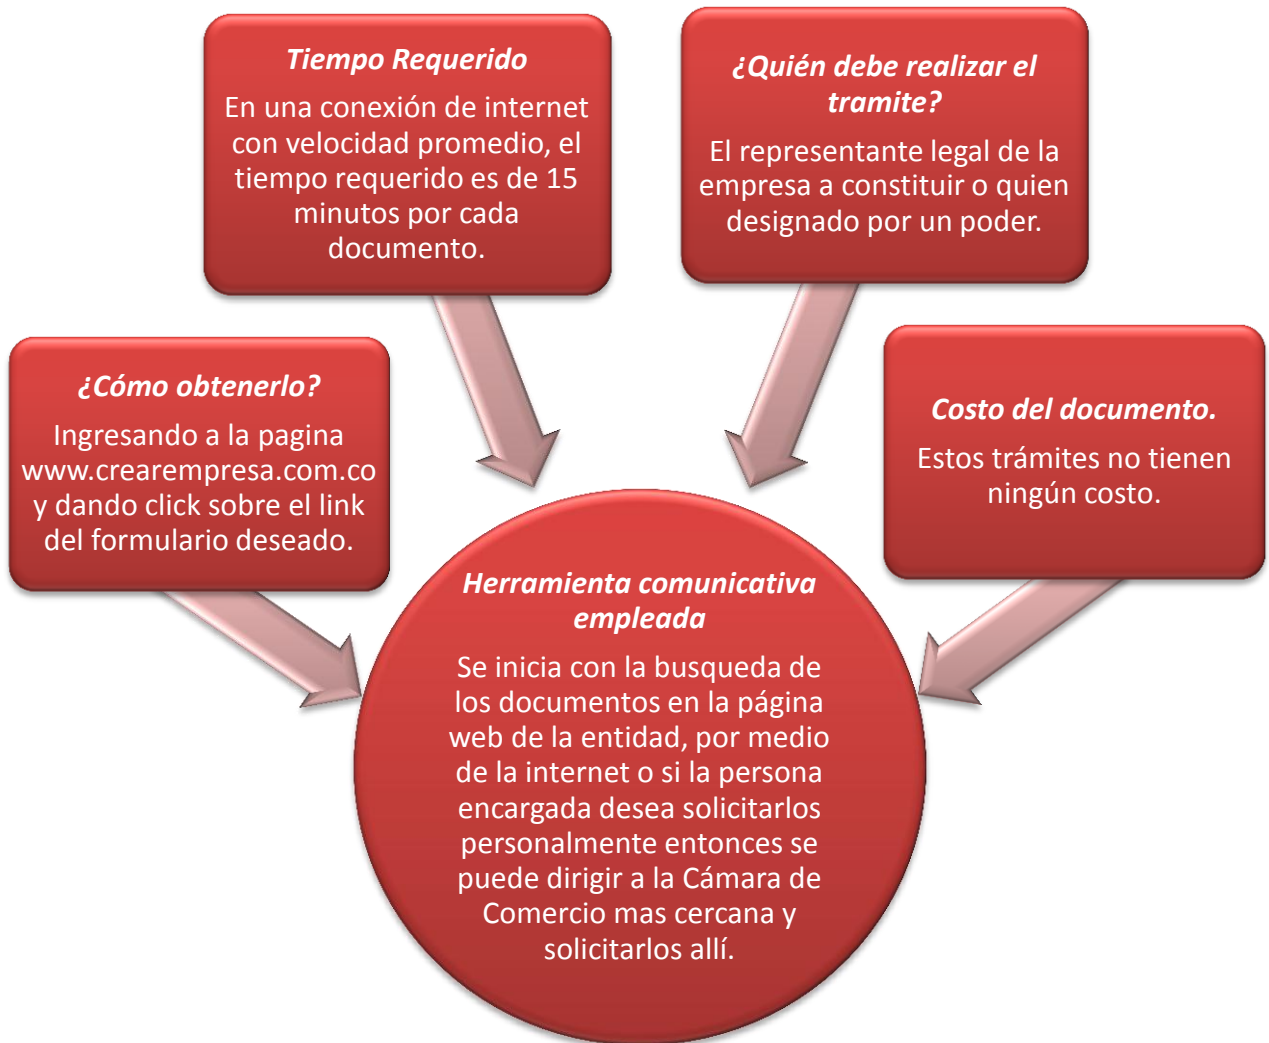 Tiempo Requerido
En una conexión de internet
con velocidad promedio, el
tiempo requerido es de 15
minutos por cada
documento.
¿Quién debe realizar el
tramite?
El representante legal de la
empresa a constituir o quien
designado por un poder.
¿Cómo obtenerlo?
Ingresando a la pagina
www.crearempresa.com.co
y dando click sobre el link
del formulario deseado.
Costo del documento.
Estos trámites no tienen
ningún costo.
Herramienta comunicativa
empleada
Se inicia con la busqueda de
los documentos en la página
web de la entidad, por medio
de la internet o si la persona
encargada desea solicitarlos
personalmente entonces se
puede dirigir a la Cámara de
Comercio mas cercana y
solicitarlos allí.